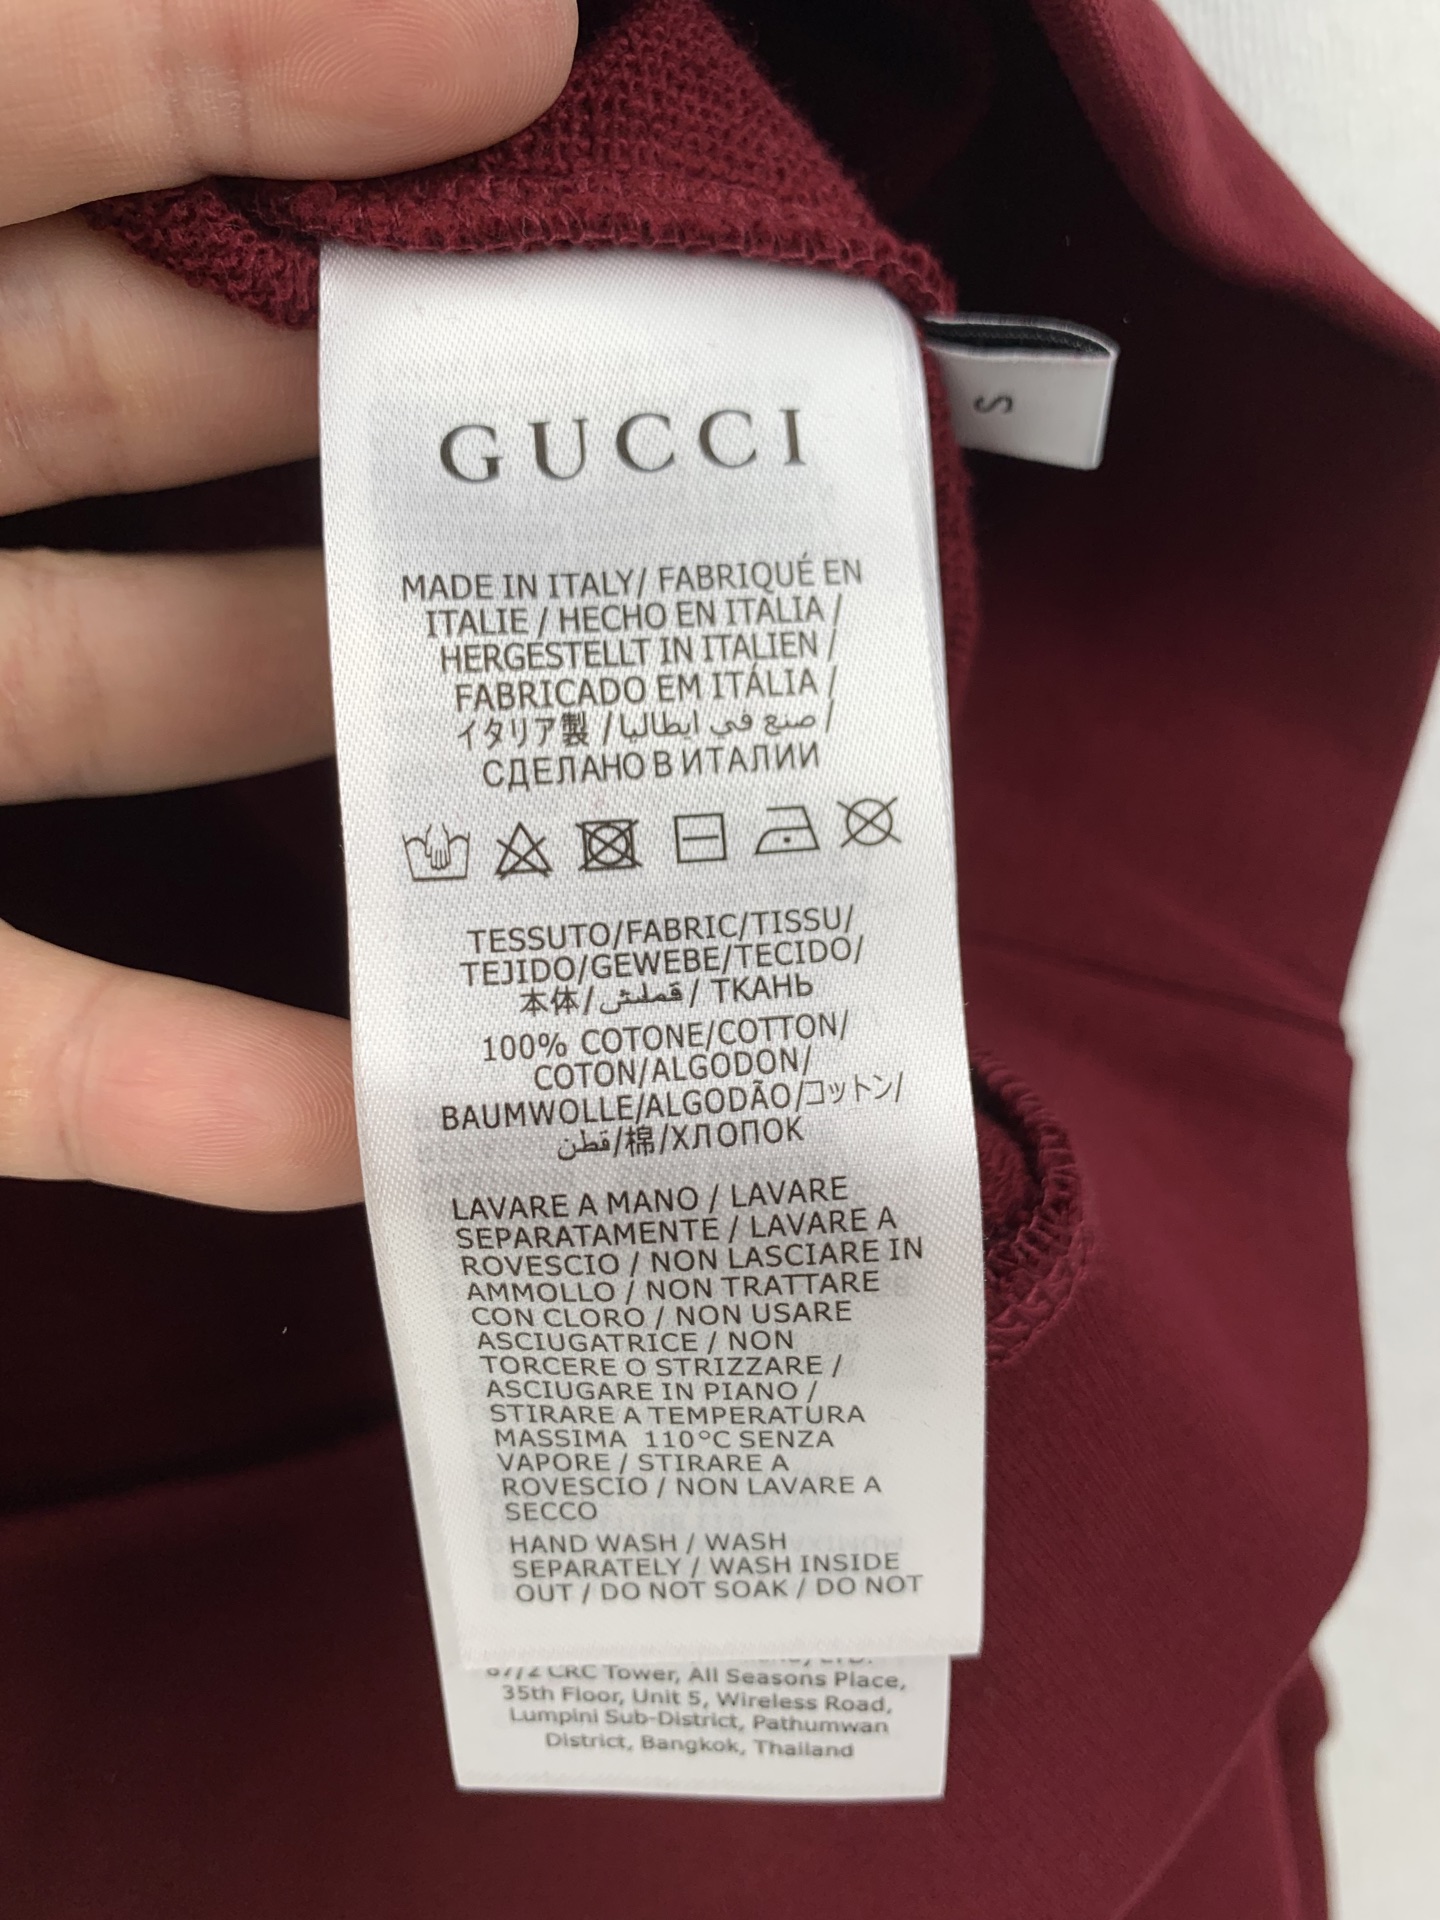 GUCCI
S
MADE IN ITALY/ FABRIQUÉ EN
ITALIE / HECHO EN ITALIA /
HERGESTELLT IN ITALIEN /
FABRICADO EM ITÁLIA /
イタリア製 / صنع في ايطاليا /
СДЕЛАНО В ИТАЛИИ
TESSUTO/FABRIC/TISSU/
TEJIDO/GEWEBE/TECIDO/
本体/قملش/ ТКАНЬ
100% COTONE/COTTON/
COTON/ALGODON/
BAUMWOLLE/ALGODÃO/コットン/
قطن/棉/ХЛОПОК
LAVARE A MANO / LAVARE
SEPARATAMENTE / LAVARE A
ROVESCIO / NON LASCIARE IN
AMMOLLO / NON TRATTARE
CON CLORO / NON USARE
ASCIUGATRICE / NON
TORCERE O STRIZZARE /
ASCIUGARE IN PIANO /
STIRARE A TEMPERATURA
MASSIMA 110°C SENZA
VAPORE / STIRARE A
ROVESCIO / NON LAVARE A
SECCO
HAND WASH / WASH
SEPARATELY / WASH INSIDE
OUT / DO NOT SOAK / DO NOT
87/2 CRC Tower, All Seasons Place,
35th Floor, Unit 5, Wireless Road,
Lumpini Sub-District, Pathumwan
District, Bangkok, Thailand